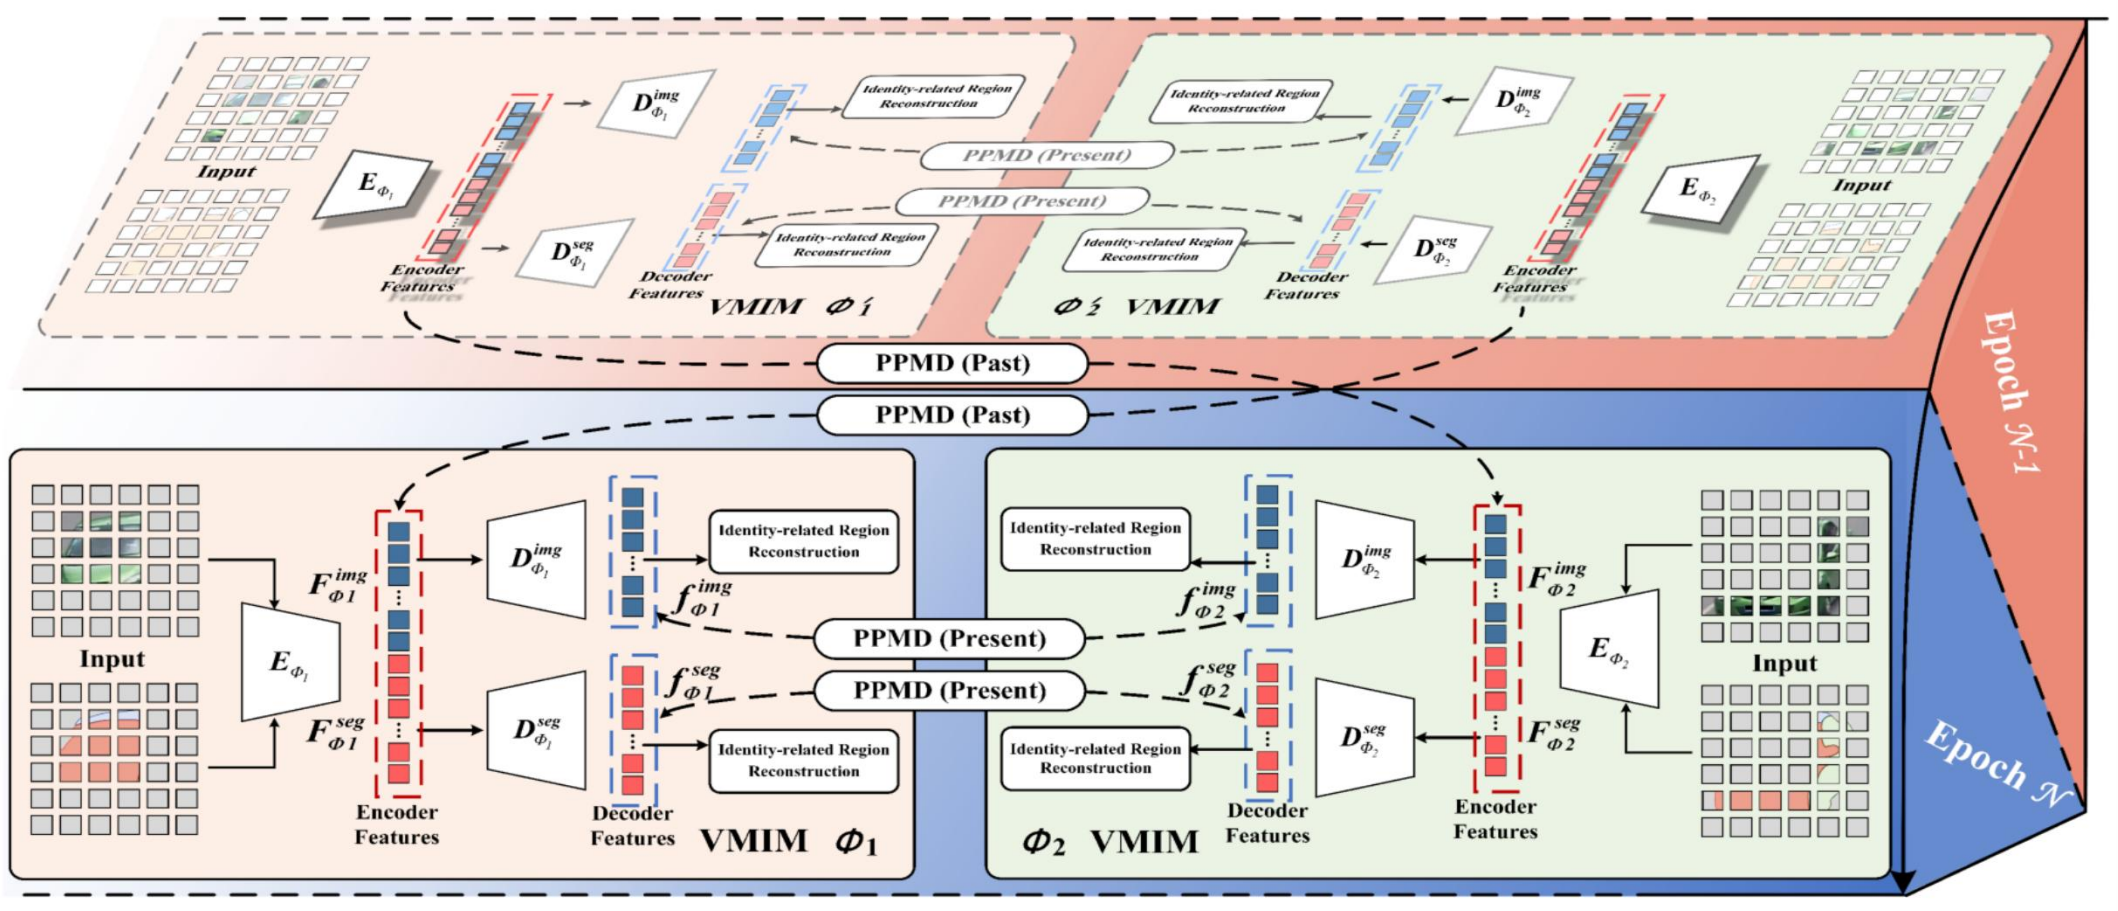 Input
E_Φ1
Encoder
Features
D^img_Φ1
D^seg_Φ1
Decoder
Features
Identity-related Region
Reconstruction
Identity-related Region
Reconstruction
VMIM Φ′1
PPMD (Present)
PPMD (Present)
Identity-related Region
Reconstruction
Identity-related Region
Reconstruction
D^img_Φ2
D^seg_Φ2
Decoder
Features
Encoder
Features
E_Φ2
Input
Φ′2 VMIM
Epoch N-1
PPMD (Past)
PPMD (Past)
Input
E_Φ1
F^img_Φ1
F^seg_Φ1
Encoder
Features
D^img_Φ1
D^seg_Φ1
f^img_Φ1
f^seg_Φ1
Decoder
Features
Identity-related Region
Reconstruction
Identity-related Region
Reconstruction
VMIM Φ1
PPMD (Present)
PPMD (Present)
Identity-related Region
Reconstruction
Identity-related Region
Reconstruction
f^img_Φ2
f^seg_Φ2
Decoder
Features
D^img_Φ2
D^seg_Φ2
F^img_Φ2
F^seg_Φ2
Encoder
Features
E_Φ2
Input
Φ2 VMIM
Epoch N